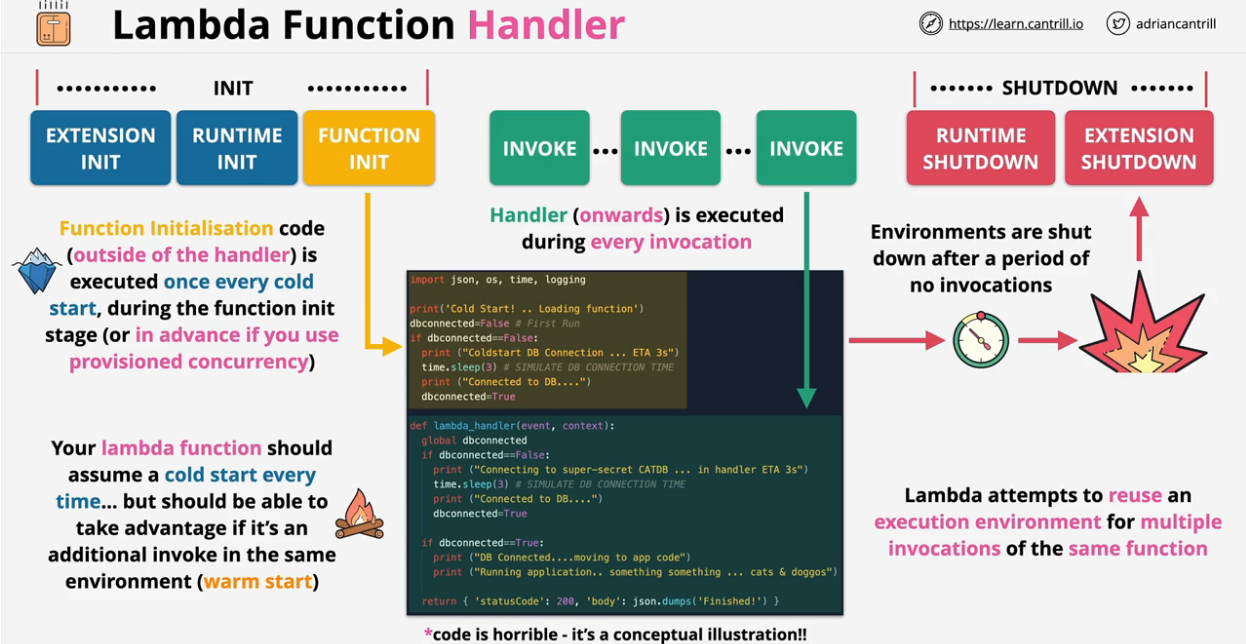 Lambda Function Handler
https://learn.cantrill.io
adriancantrill
INIT
EXTENSION
INIT
RUNTIME
INIT
FUNCTION
INIT
INVOKE ... INVOKE ... INVOKE
SHUTDOWN
RUNTIME
SHUTDOWN
EXTENSION
SHUTDOWN
Function Initialisation code
(outside of the handler) is
executed once every cold
start, during the function init
stage (or in advance if you use
provisioned concurrency)
Your lambda function should
assume a cold start every
time... but should be able to
take advantage if it's an
additional invoke in the same
environment (warm start)
Handler (onwards) is executed
during every invocation
import json, os, time, logging
print('Cold Start! .. Loading function')
dbconnected=False # First Run
if dbconnected==False:
print ("Coldstart DB Connection ... ETA 3s")
time.sleep(3) # SIMULATE DB CONNECTION TIME
print ("Connected to DB....")
dbconnected=True
def lambda_handler(event, context):
global dbconnected
if dbconnected==False:
print ("Connecting to super-secret CATDB ... in handler ETA 3s")
time.sleep(3) # SIMULATE DB CONNECTION TIME
print ("Connected to DB....")
dbconnected=True
if dbconnected==True:
print ("DB Connected....moving to app code")
print ("Running application.. something something ... cats & doggos")
return { 'statusCode': 200, 'body': json.dumps('Finished!') }
*code is horrible - it's a conceptual illustration!!
Environments are shut
down after a period of
no invocations
Lambda attempts to reuse an
execution environment for multiple
invocations of the same function